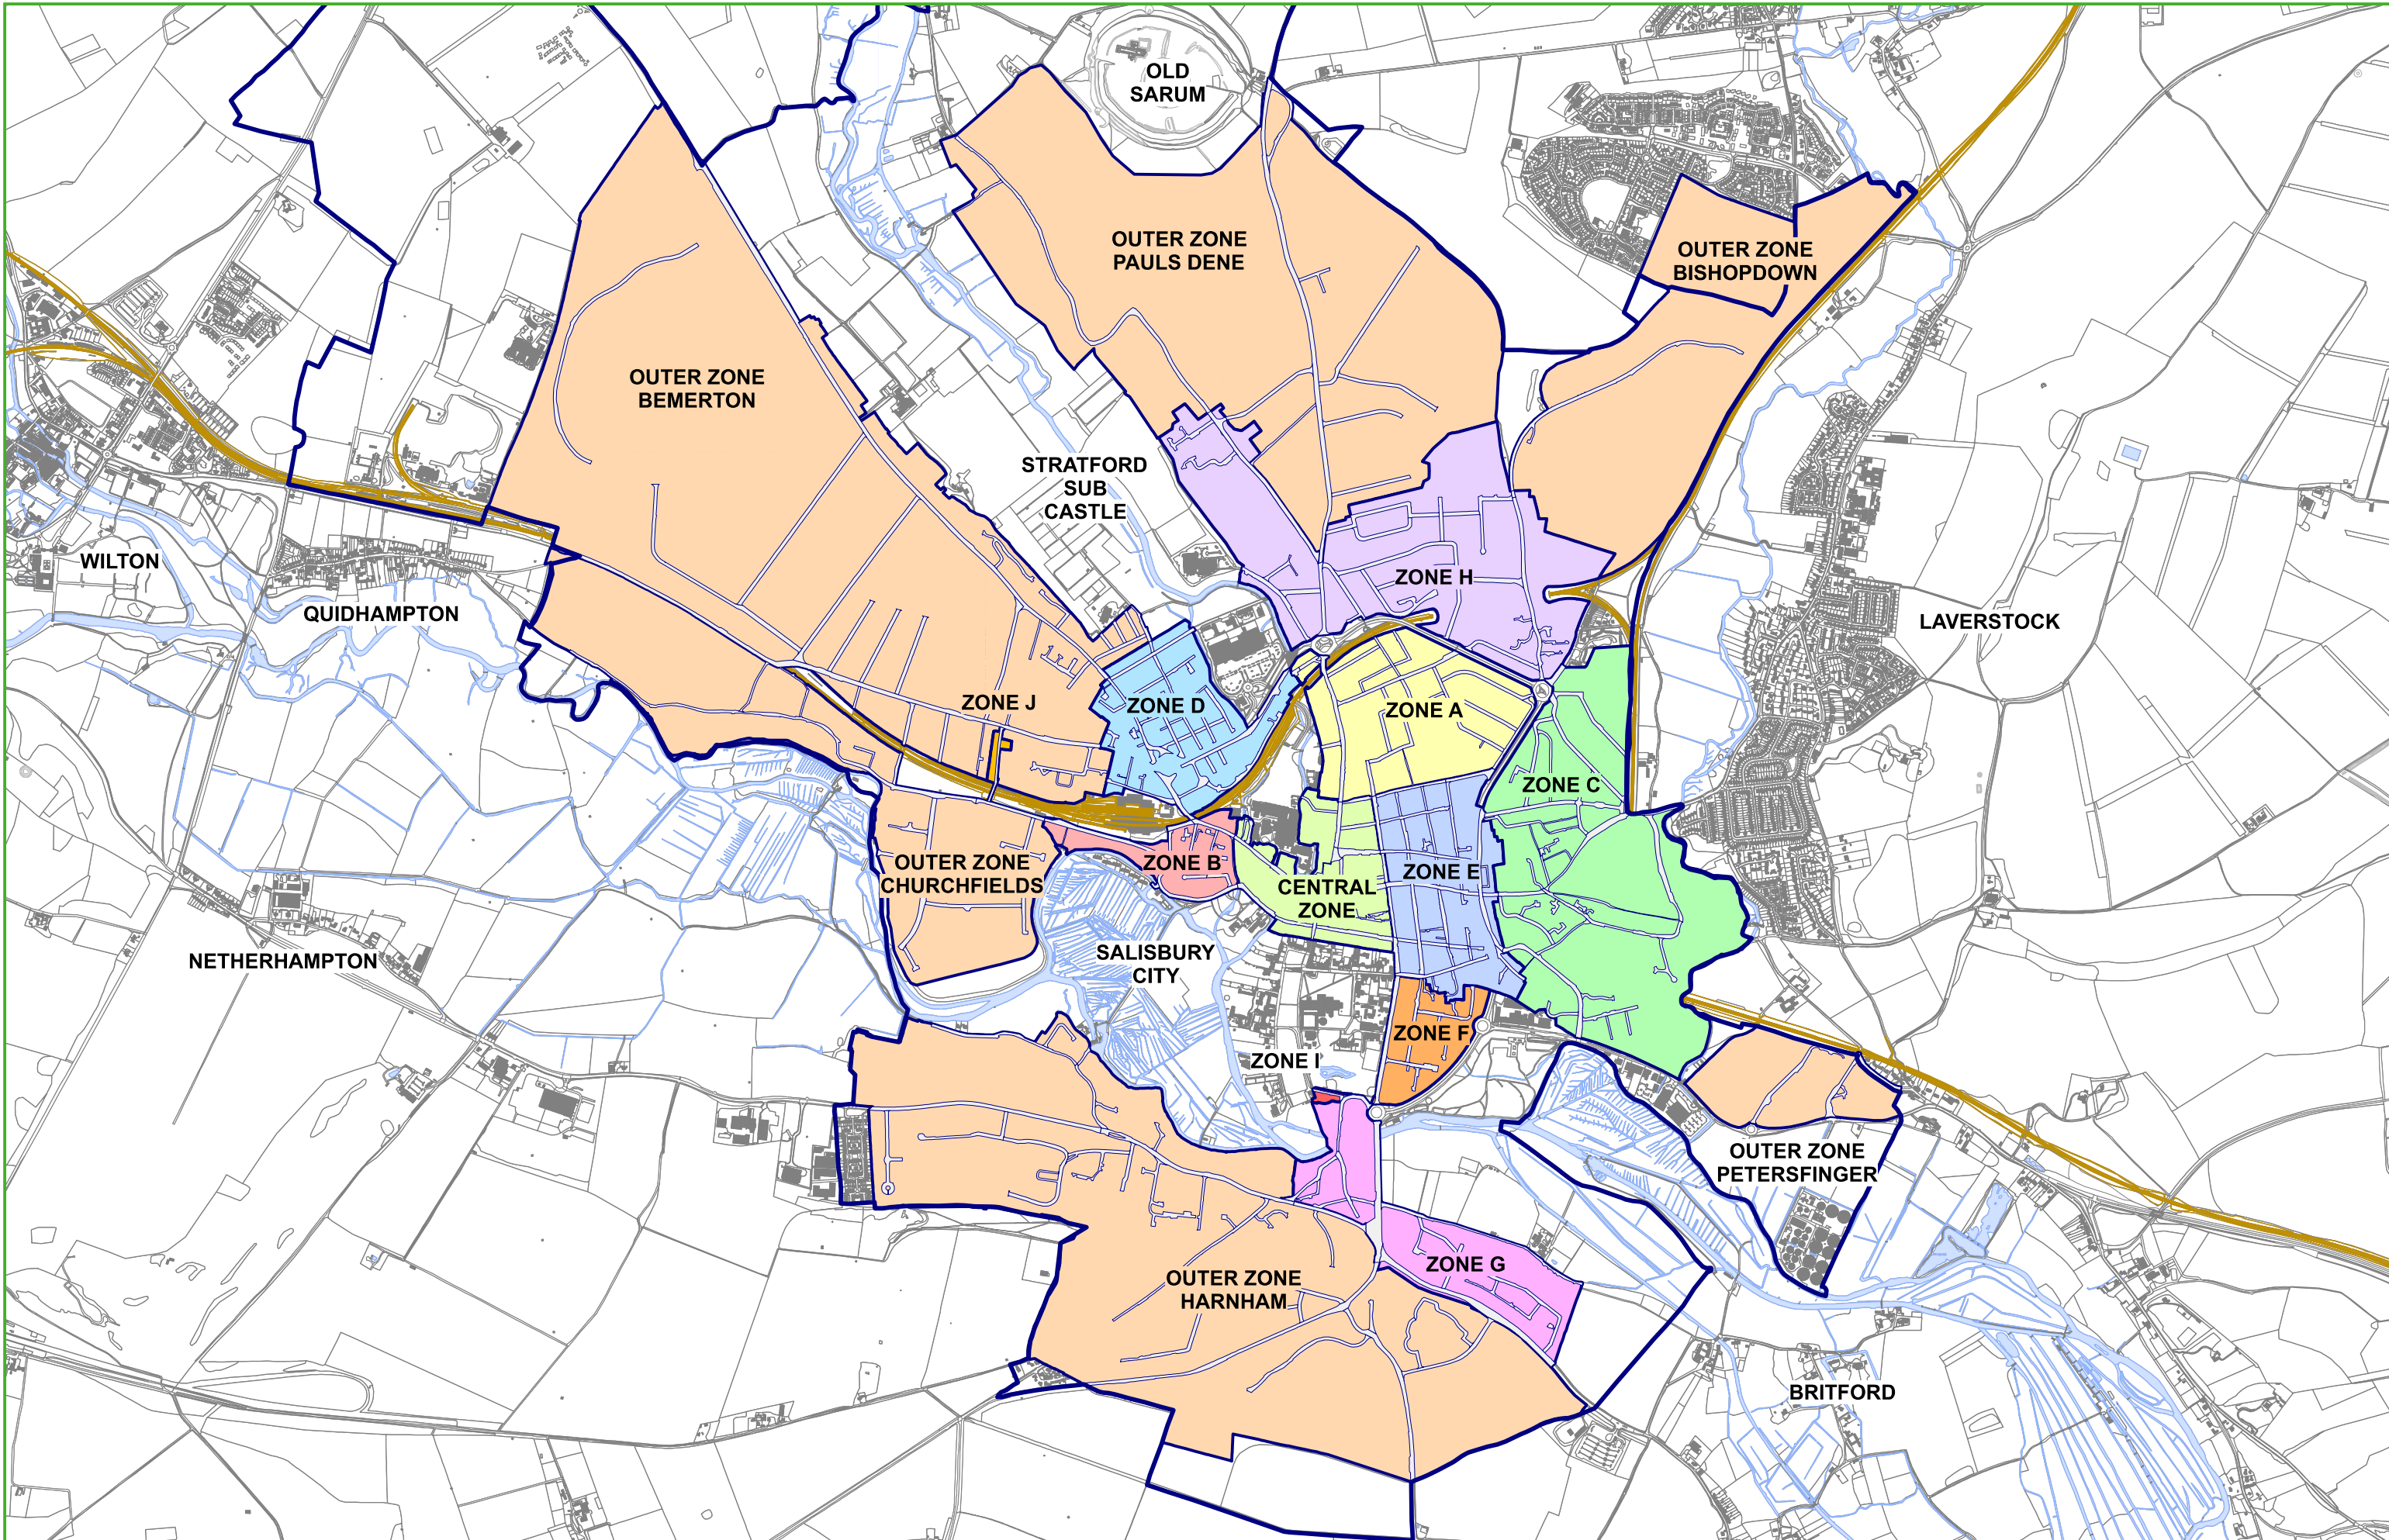 OLD
SARUM
OUTER ZONE
PAULS DENE
OUTER ZONE
BISHOPDOWN
OUTER ZONE
BEMERTON
STRATFORD
SUB
CASTLE
WILTON
ZONE H
QUIDHAMPTON
LAVERSTOCK
ZONE J
ZONE D
ZONE A
ZONE C
OUTER ZONE
CHURCHFIELDS
ZONE B
ZONE E
CENTRAL
ZONE
NETHERHAMPTON
SALISBURY
CITY
ZONE F
ZONE I
OUTER ZONE
PETERSFINGER
ZONE G
OUTER ZONE
HARNHAM
BRITFORD